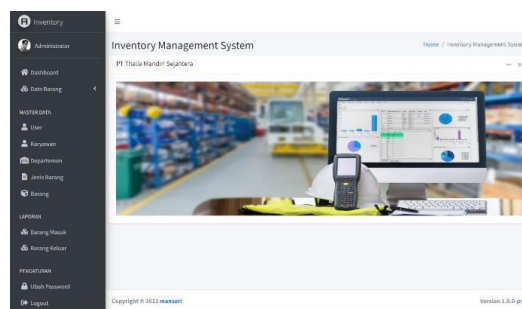 R Inventory
Administrator
Dashboard
Data Barang
MASTER DATA
User
Karyawan
Departemen
Jenis Barang
Barang
LAPORAN
Barang Masuk
Barang Keluar
PENGATURAN
Ubah Password
Logout
Inventory Management System
Home / Inventory Management System
PT Thalia Mandiri Sejahtera
Copyright © 2023 mansari
Version 1.0.0-p